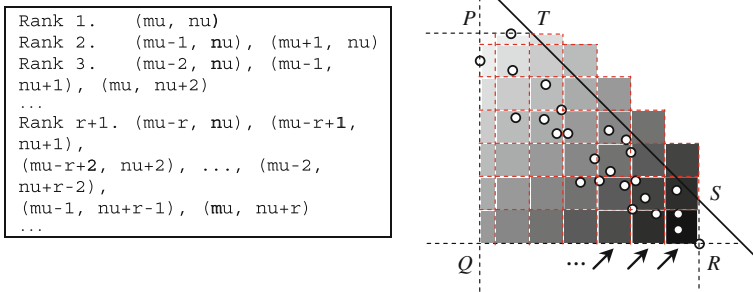 Rank 1.   (mu, nu)
Rank 2.   (mu-1, nu), (mu+1, nu)
Rank 3.   (mu-2, nu), (mu-1,
nu+1), (mu, nu+2)
...
Rank r+1. (mu-r, nu), (mu-r+1,
nu+1),
(mu-r+2, nu+2), ..., (mu-2,
nu+r-2),
(mu-1, nu+r-1), (mu, nu+r)
...
P T
S
Q ... R